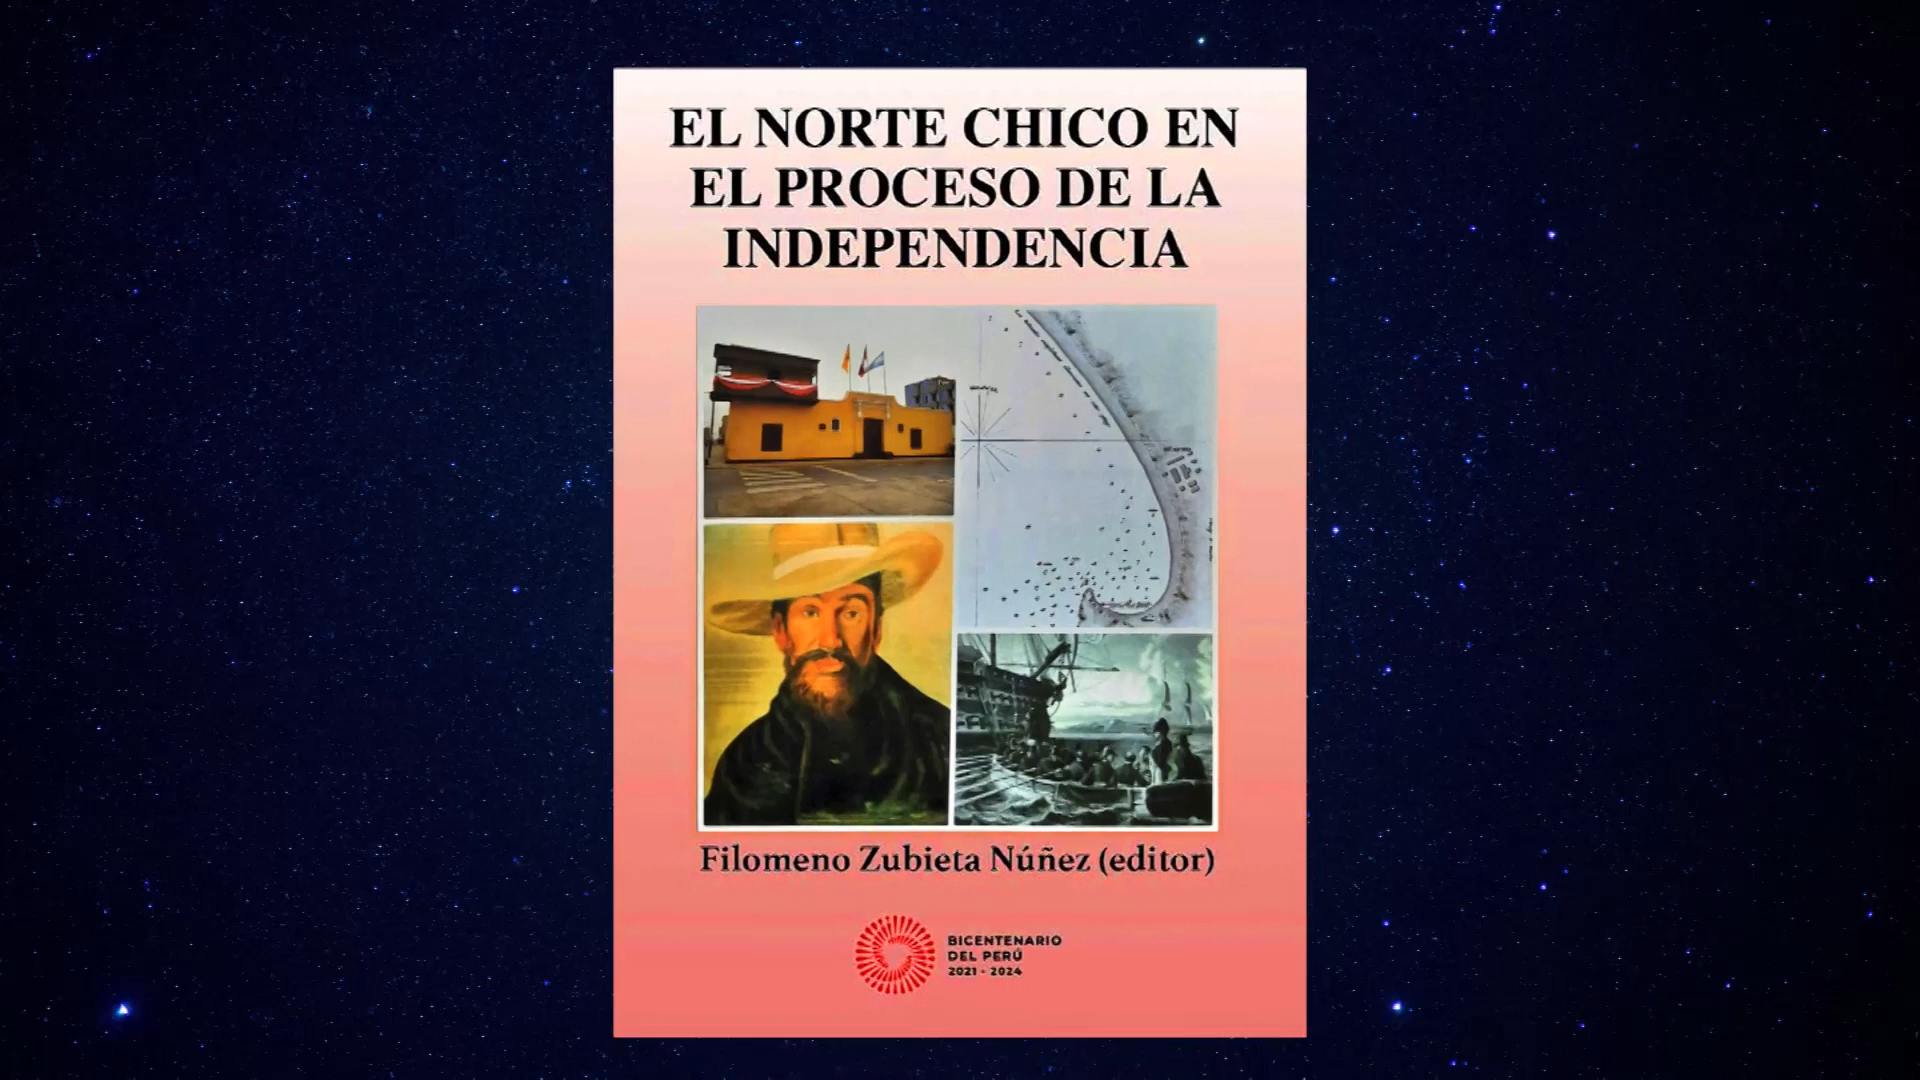 EL NORTE CHICO EN
EL PROCESO DE LA
INDEPENDENCIA
Filomeno Zubieta Núñez (editor)
BICENTENARIO
DEL PERÚ
2021 - 2024